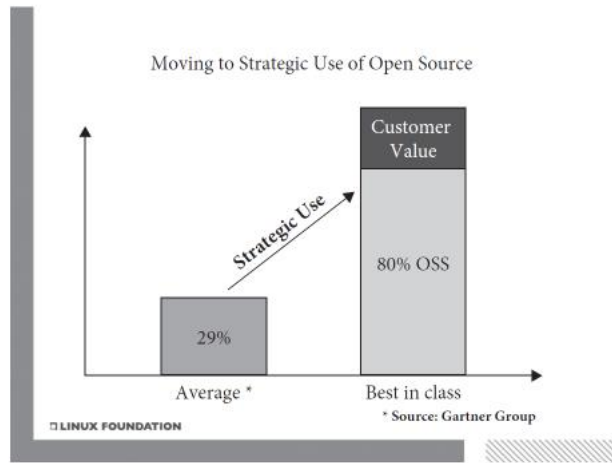 Moving to Strategic Use of Open Source
Customer
Value
Strategic Use
80% OSS
29%
Average *
Best in class
* Source: Gartner Group
LINUX FOUNDATION